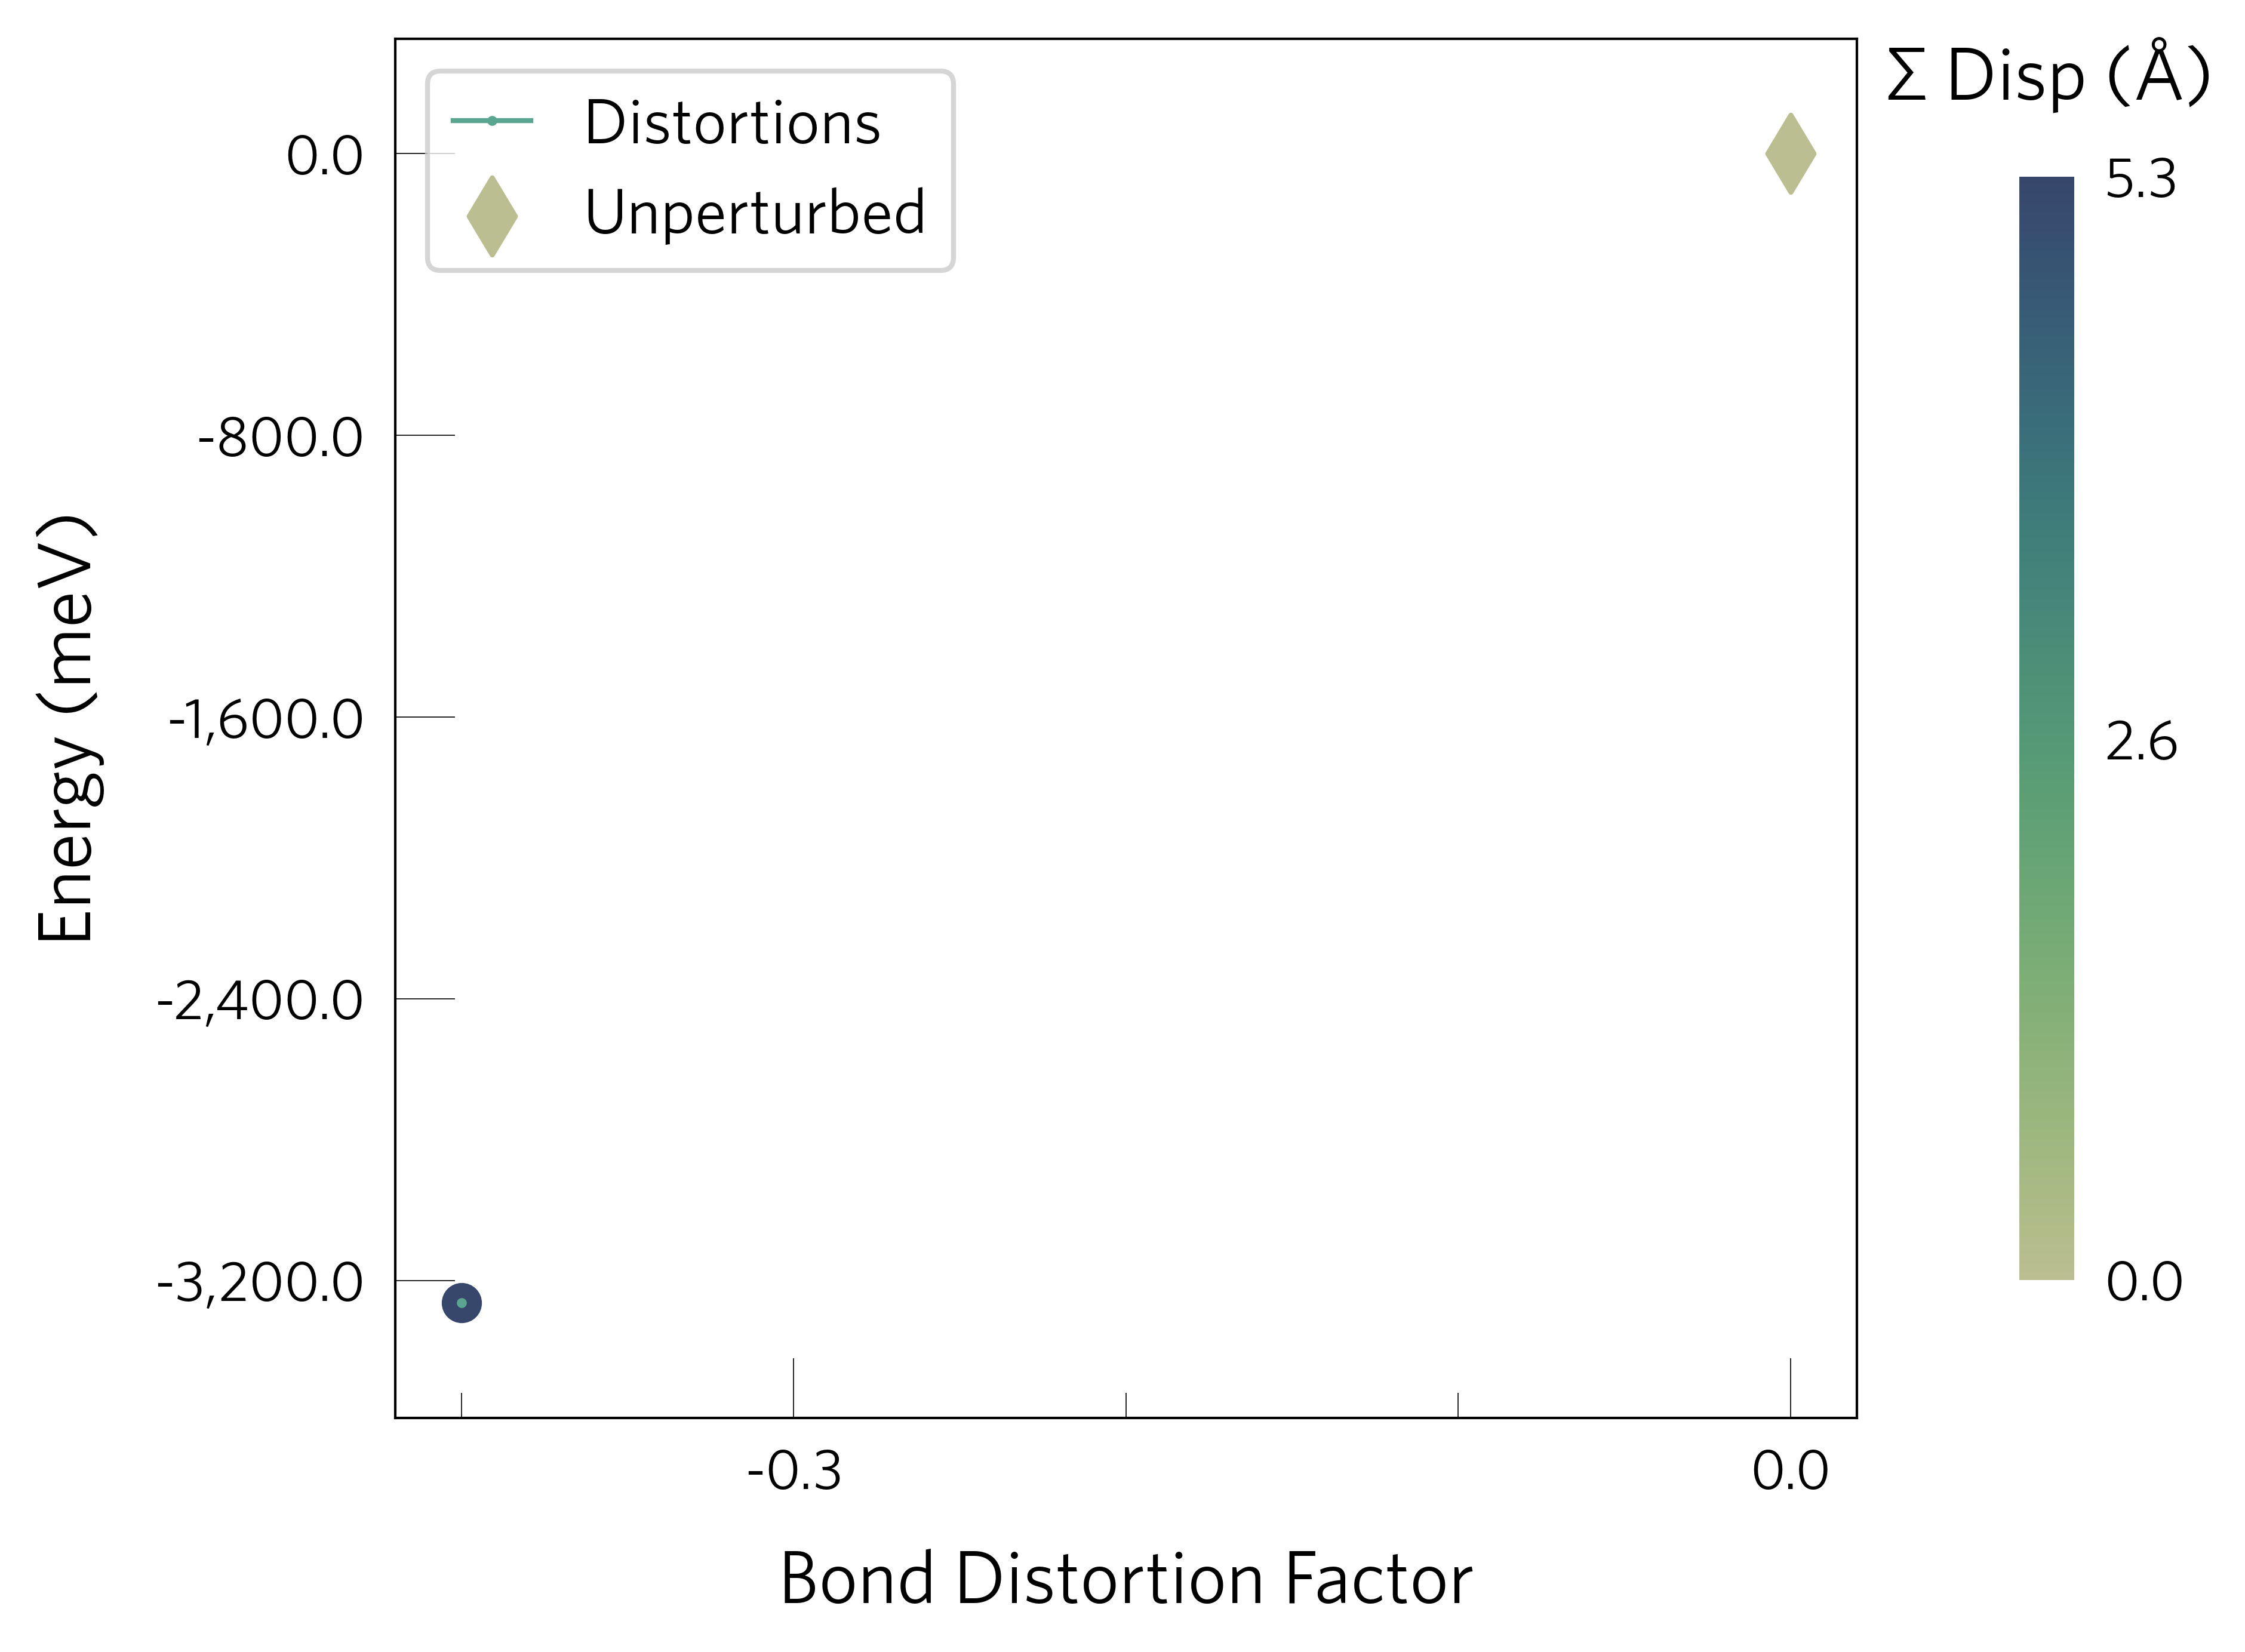 Σ Disp (Å)
Distortions
Unperturbed
0.0
-800.0
-1,600.0
-2,400.0
-3,200.0
Energy (meV)
5.3
2.6
0.0
-0.3
0.0
Bond Distortion Factor